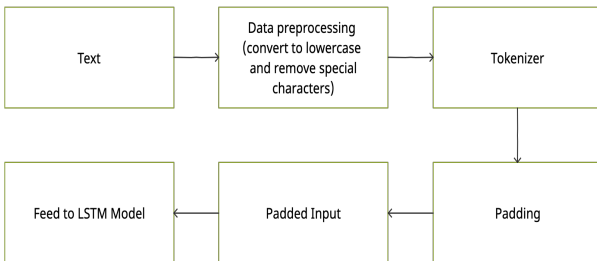 Text
Data preprocessing
(convert to lowercase
and remove special
characters)
Tokenizer
Feed to LSTM Model
Padded Input
Padding